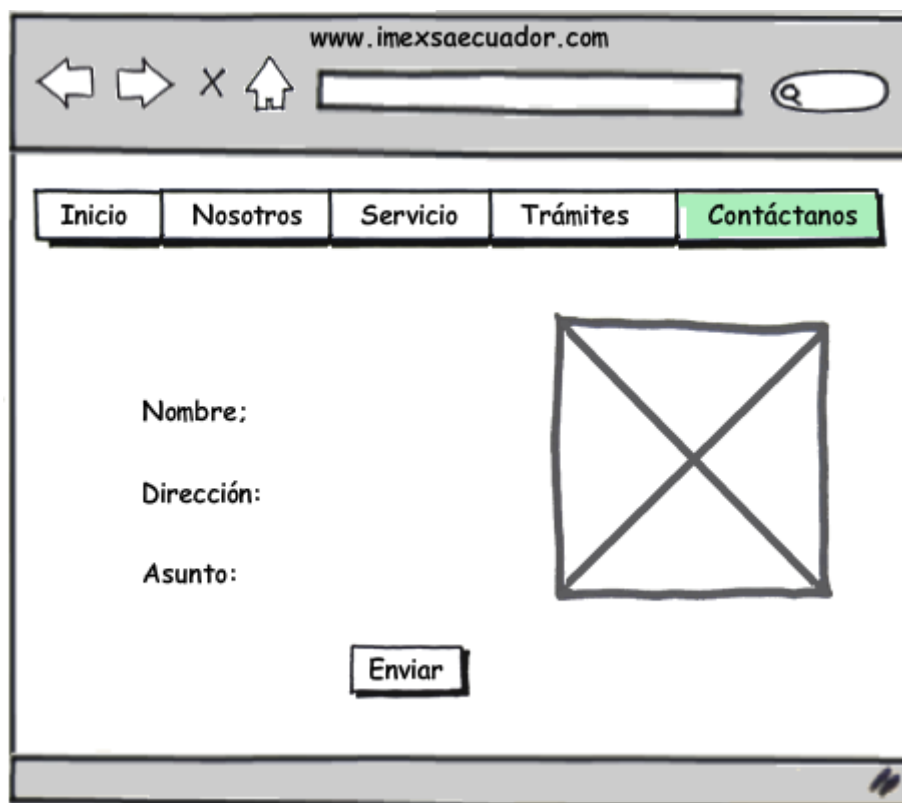 www.imexsaecuador.com
Inicio Nosotros Servicio Trámites Contáctanos
Nombre;
Dirección:
Asunto:
Enviar